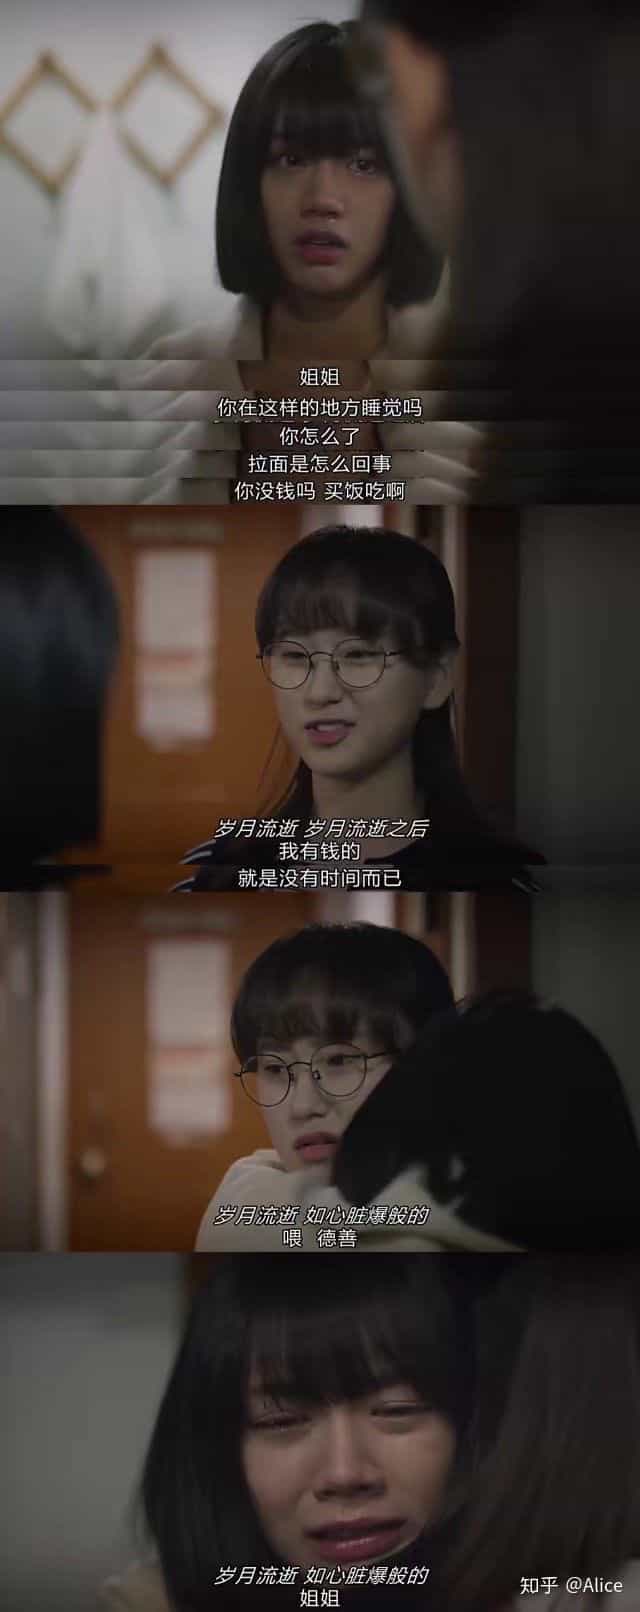 姐姐
你在这样的地方睡觉吗
你怎么了
拉面是怎么回事
你没钱吗 买饭吃啊
岁月流逝 岁月流逝之后
我有钱的
就是没有时间而已
岁月流逝 如心脏爆般的
喂 德善
岁月流逝 如心脏爆般的
姐姐
知乎 @Alice